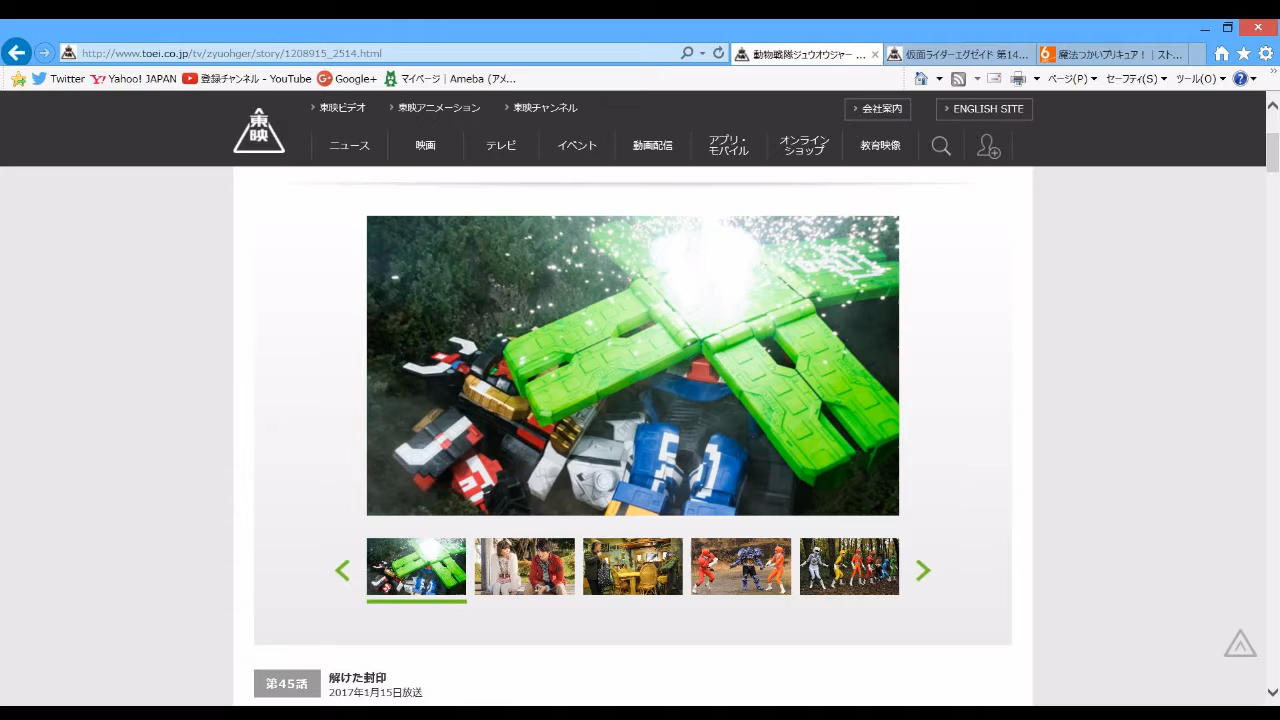 http://www.toei.co.jp/tv/zyuohger/story/1208915_2514.html
動物戦隊ジュウオウジャー ...
仮面ライダーエグゼイド 第14...
魔法つかいプリキュア！｜スト...
Twitter
Yahoo! JAPAN
登録チャンネル - YouTube
Google+
マイページ｜Ameba (アメ...
ページ(P)
セーフティ(S)
ツール(O)
東映ビデオ
東映アニメーション
東映チャンネル
会社案内
ENGLISH SITE
東映
ニュース
映画
テレビ
イベント
動画配信
アプリ・
モバイル
オンライン
ショップ
教育映像
第45話
解けた封印
2017年1月15日放送